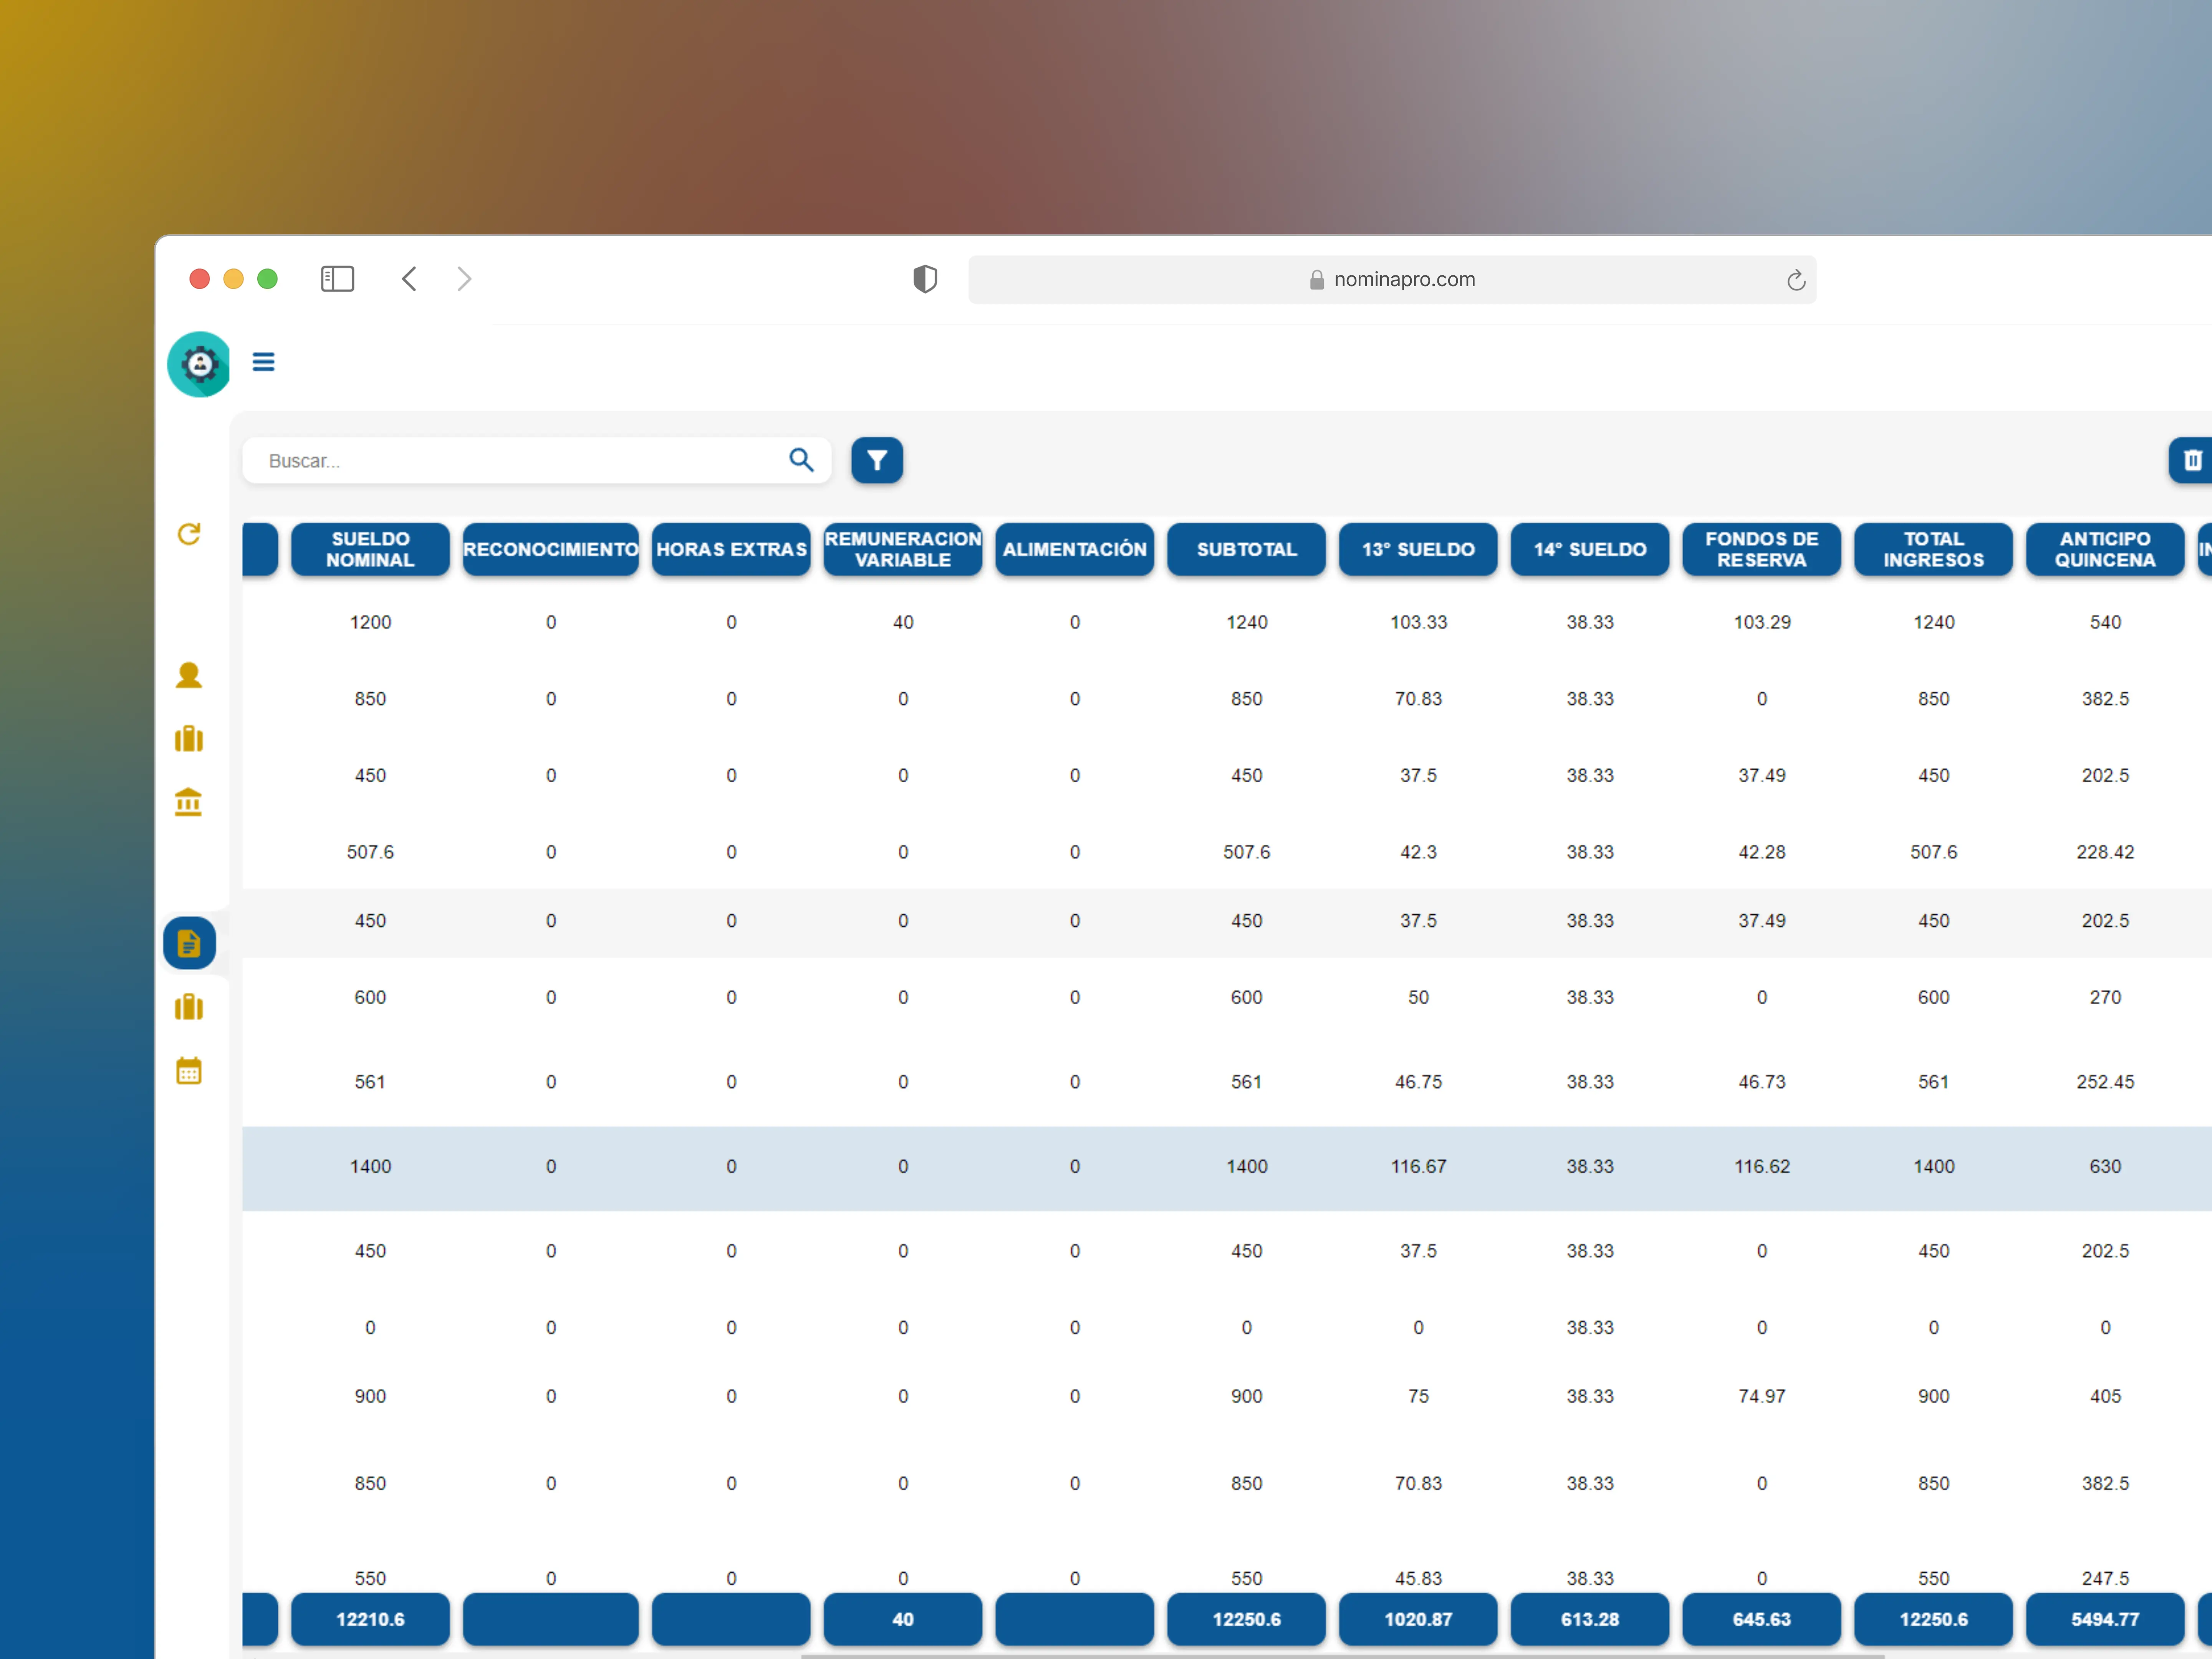 nominapro.com
Buscar...
SUELDO NOMINAL RECONOCIMIENTO HORAS EXTRAS REMUNERACION VARIABLE ALIMENTACIÓN SUBTOTAL 13° SUELDO 14° SUELDO FONDOS DE RESERVA TOTAL INGRESOS ANTICIPO QUINCENA
1200 0 0 40 0 1240 103.33 38.33 103.29 1240 540
850 0 0 0 0 850 70.83 38.33 0 850 382.5
450 0 0 0 0 450 37.5 38.33 37.49 450 202.5
507.6 0 0 0 0 507.6 42.3 38.33 42.28 507.6 228.42
450 0 0 0 0 450 37.5 38.33 37.49 450 202.5
600 0 0 0 0 600 50 38.33 0 600 270
561 0 0 0 0 561 46.75 38.33 46.73 561 252.45
1400 0 0 0 0 1400 116.67 38.33 116.62 1400 630
450 0 0 0 0 450 37.5 38.33 0 450 202.5
0 0 0 0 0 0 0 38.33 0 0 0
900 0 0 0 0 900 75 38.33 74.97 900 405
850 0 0 0 0 850 70.83 38.33 0 850 382.5
550 0 0 0 0 550 45.83 38.33 0 550 247.5
12210.6 40 12250.6 1020.87 613.28 645.63 12250.6 5494.77